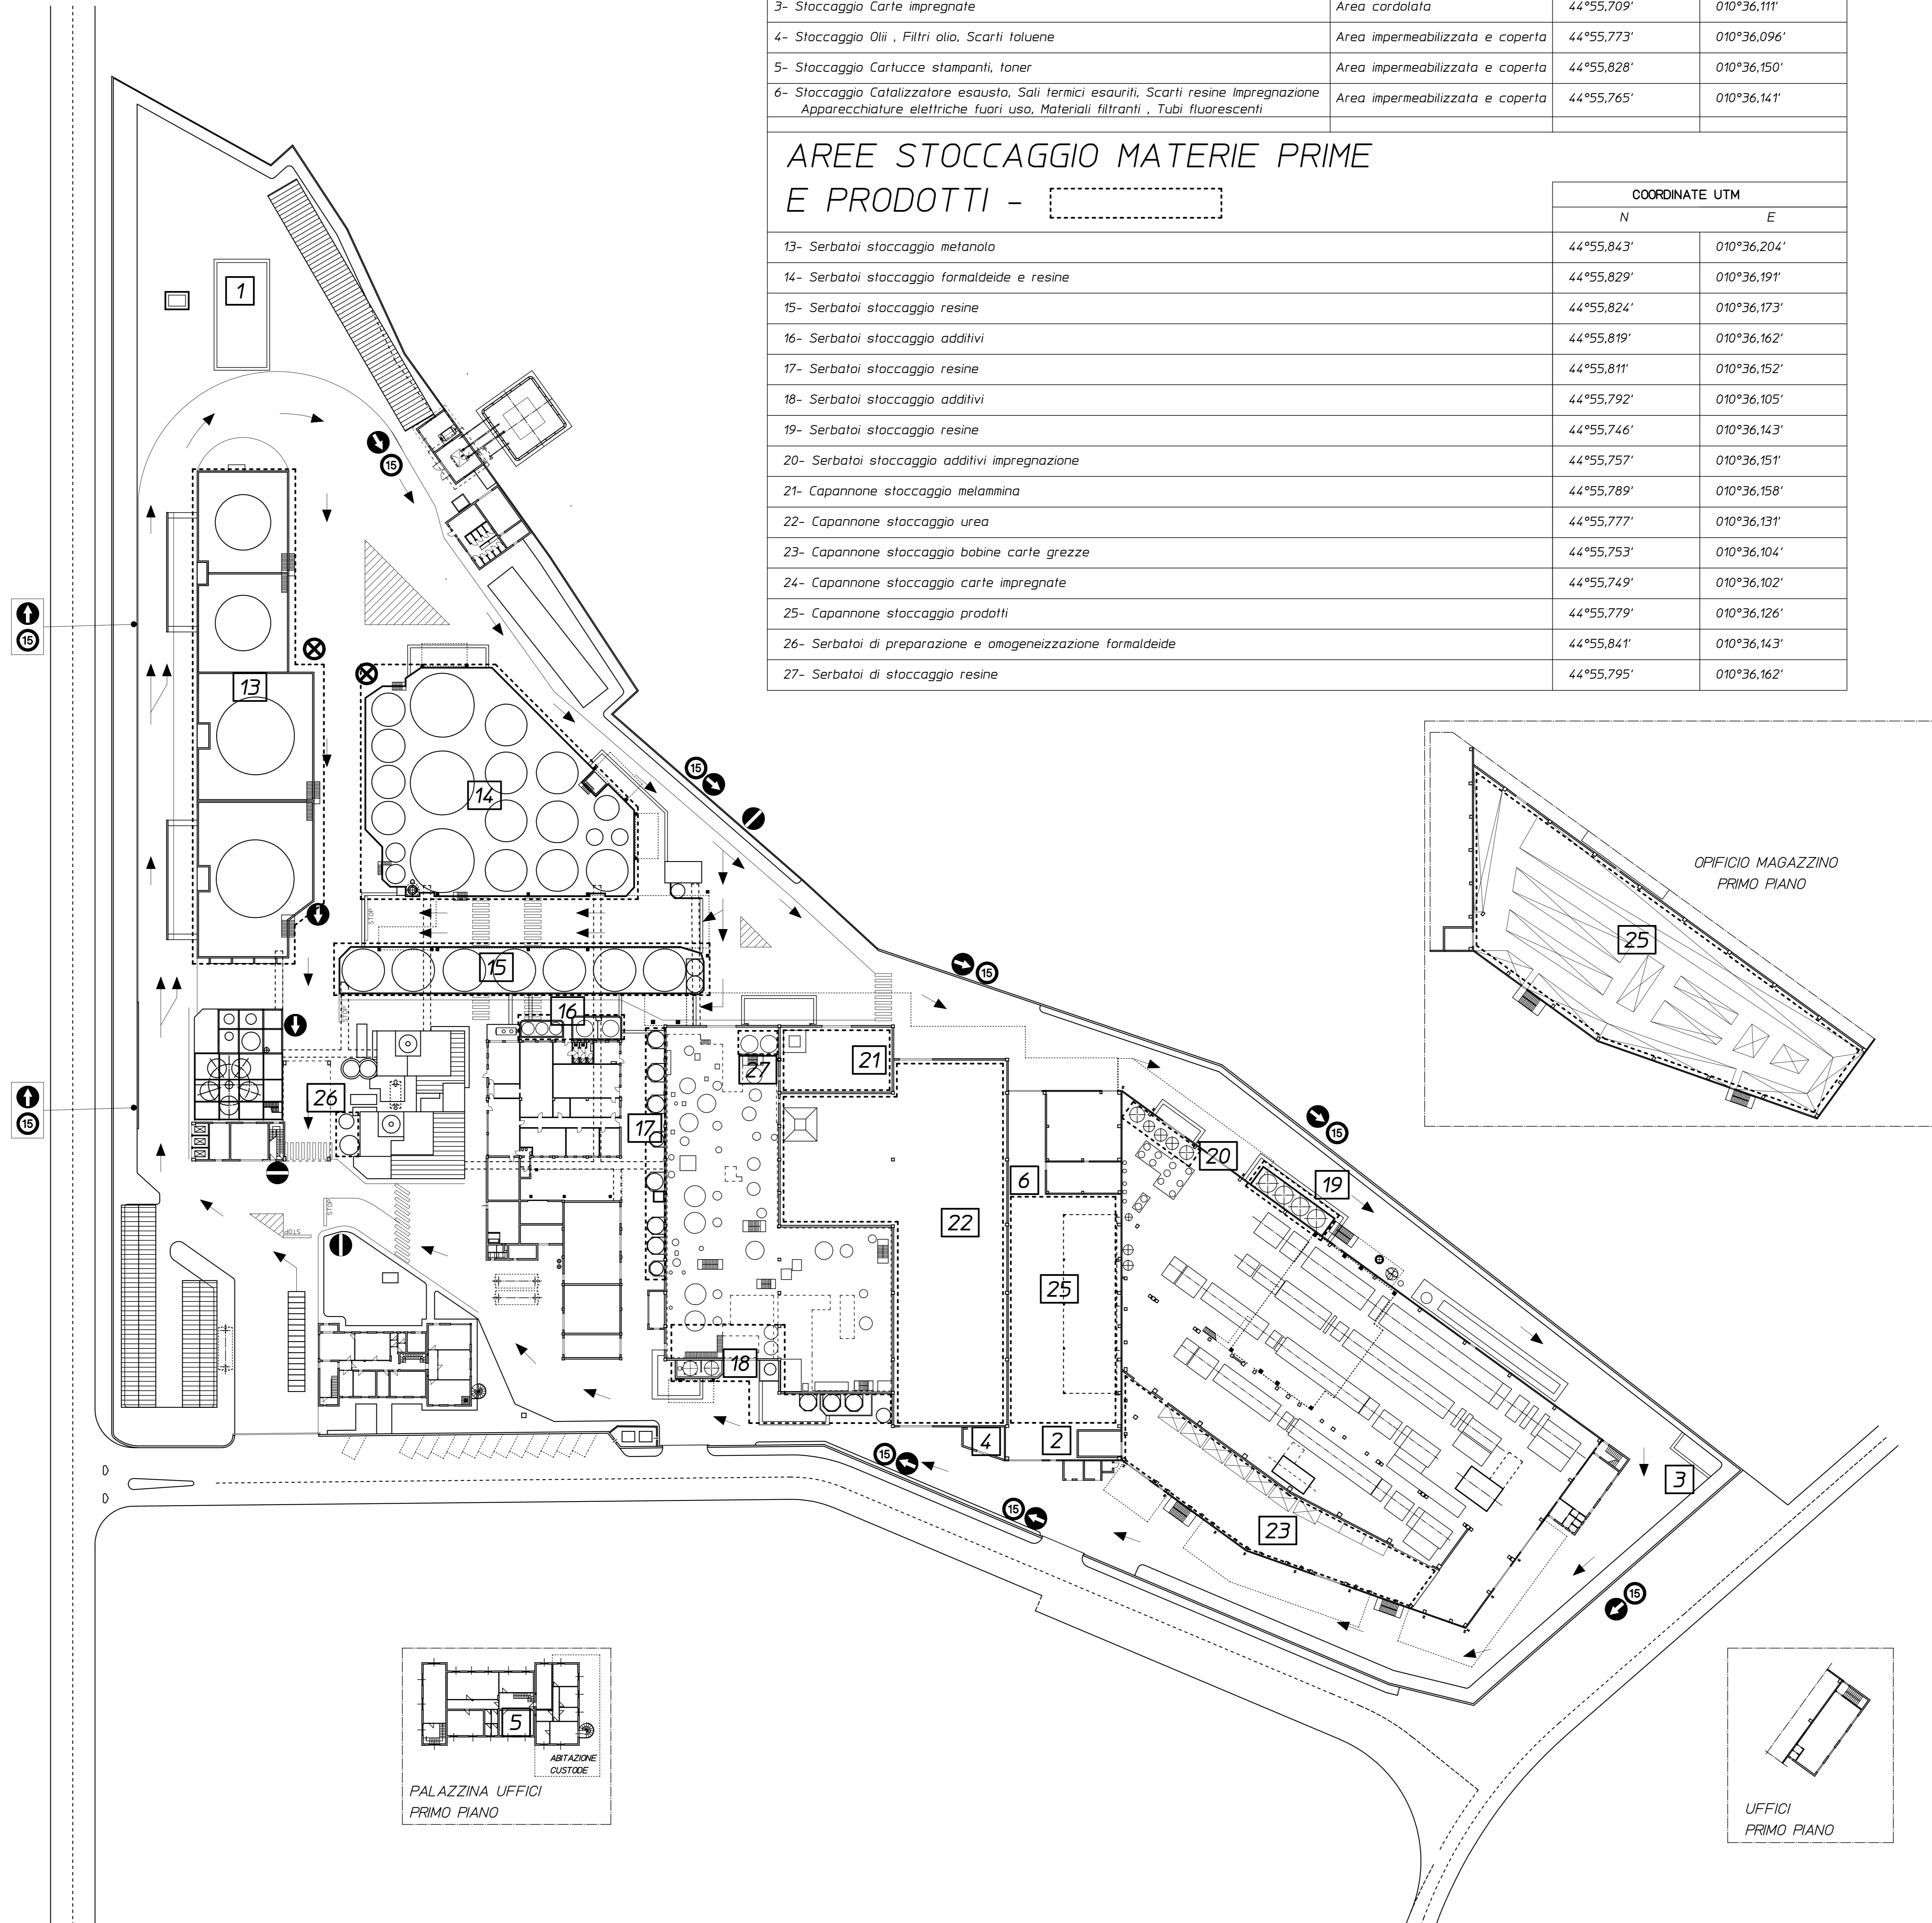 3- Stoccaggio Carte impregnate Area cordolata 44°55,709' 010°36,111'
4- Stoccaggio Olii , Filtri olio, Scarti toluene Area impermeabilizzata e coperta 44°55,773' 010°36,096'
5- Stoccaggio Cartucce stampanti, toner Area impermeabilizzata e coperta 44°55,828' 010°36,150'
6- Stoccaggio Catalizzatore esausto, Sali termici esauriti, Scarti resine Impregnazione
Apparecchiature elettriche fuori uso, Materiali filtranti , Tubi fluorescenti Area impermeabilizzata e coperta 44°55,765' 010°36,141'
AREE STOCCAGGIO MATERIE PRIME
E PRODOTTI -
COORDINATE UTM
N E
13- Serbatoi stoccaggio metanolo 44°55,843' 010°36,204'
14- Serbatoi stoccaggio formaldeide e resine 44°55,829' 010°36,191'
15- Serbatoi stoccaggio resine 44°55,824' 010°36,173'
16- Serbatoi stoccaggio additivi 44°55,819' 010°36,162'
17- Serbatoi stoccaggio resine 44°55,811' 010°36,152'
18- Serbatoi stoccaggio additivi 44°55,792' 010°36,105'
19- Serbatoi stoccaggio resine 44°55,746' 010°36,143'
20- Serbatoi stoccaggio additivi impregnazione 44°55,757' 010°36,151'
21- Capannone stoccaggio melammina 44°55,789' 010°36,158'
22- Capannone stoccaggio urea 44°55,777' 010°36,131'
23- Capannone stoccaggio bobine carte grezze 44°55,753' 010°36,104'
24- Capannone stoccaggio carte impregnate 44°55,749' 010°36,102'
25- Capannone stoccaggio prodotti 44°55,779' 010°36,126'
26- Serbatoi di preparazione e omogeneizzazione formaldeide 44°55,841' 010°36,143'
27- Serbatoi di stoccaggio resine 44°55,795' 010°36,162'
1
15
15
13
14
15
15
OPIFICIO MAGAZZINO
PRIMO PIANO
25
STOP
15
15
16
STOP
21
27
26
17
15
15
20
6
19
STOP
22
STOP
25
18
4
2
15
3
15
23
15
5
ABITAZIONE
CUSTODE
PALAZZINA UFFICI
PRIMO PIANO
UFFICI
PRIMO PIANO